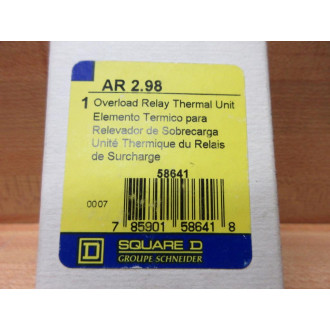 AR 2.98
1 Overload Relay Thermal Unit
Elemento Termico para
Relevador de Sobrecarga
Unité Thermique du Relais
de Surcharge
58641
0007
7 85901 58641 8
D SQUARE D
GROUPE SCHNEIDER